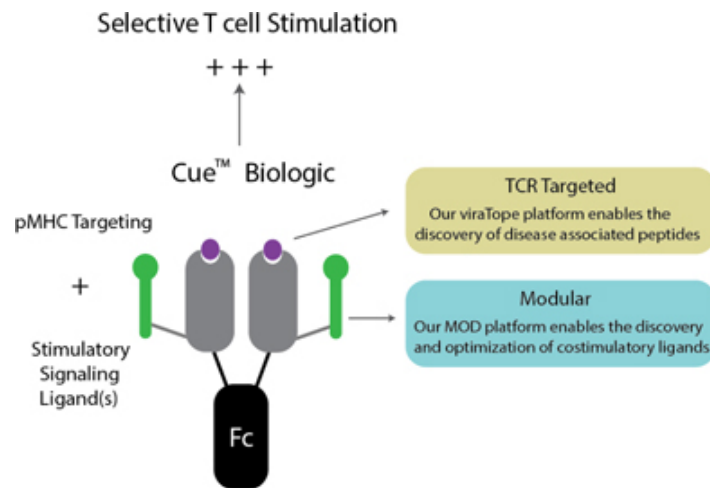 Selective T cell Stimulation
+ + +
Cue™ Biologic
pMHC Targeting
+
Stimulatory
Signaling
Ligand(s)
TCR Targeted
Our viraTope platform enables the
discovery of disease associated peptides
Modular
Our MOD platform enables the discovery
and optimization of costimulatory ligands
Fc